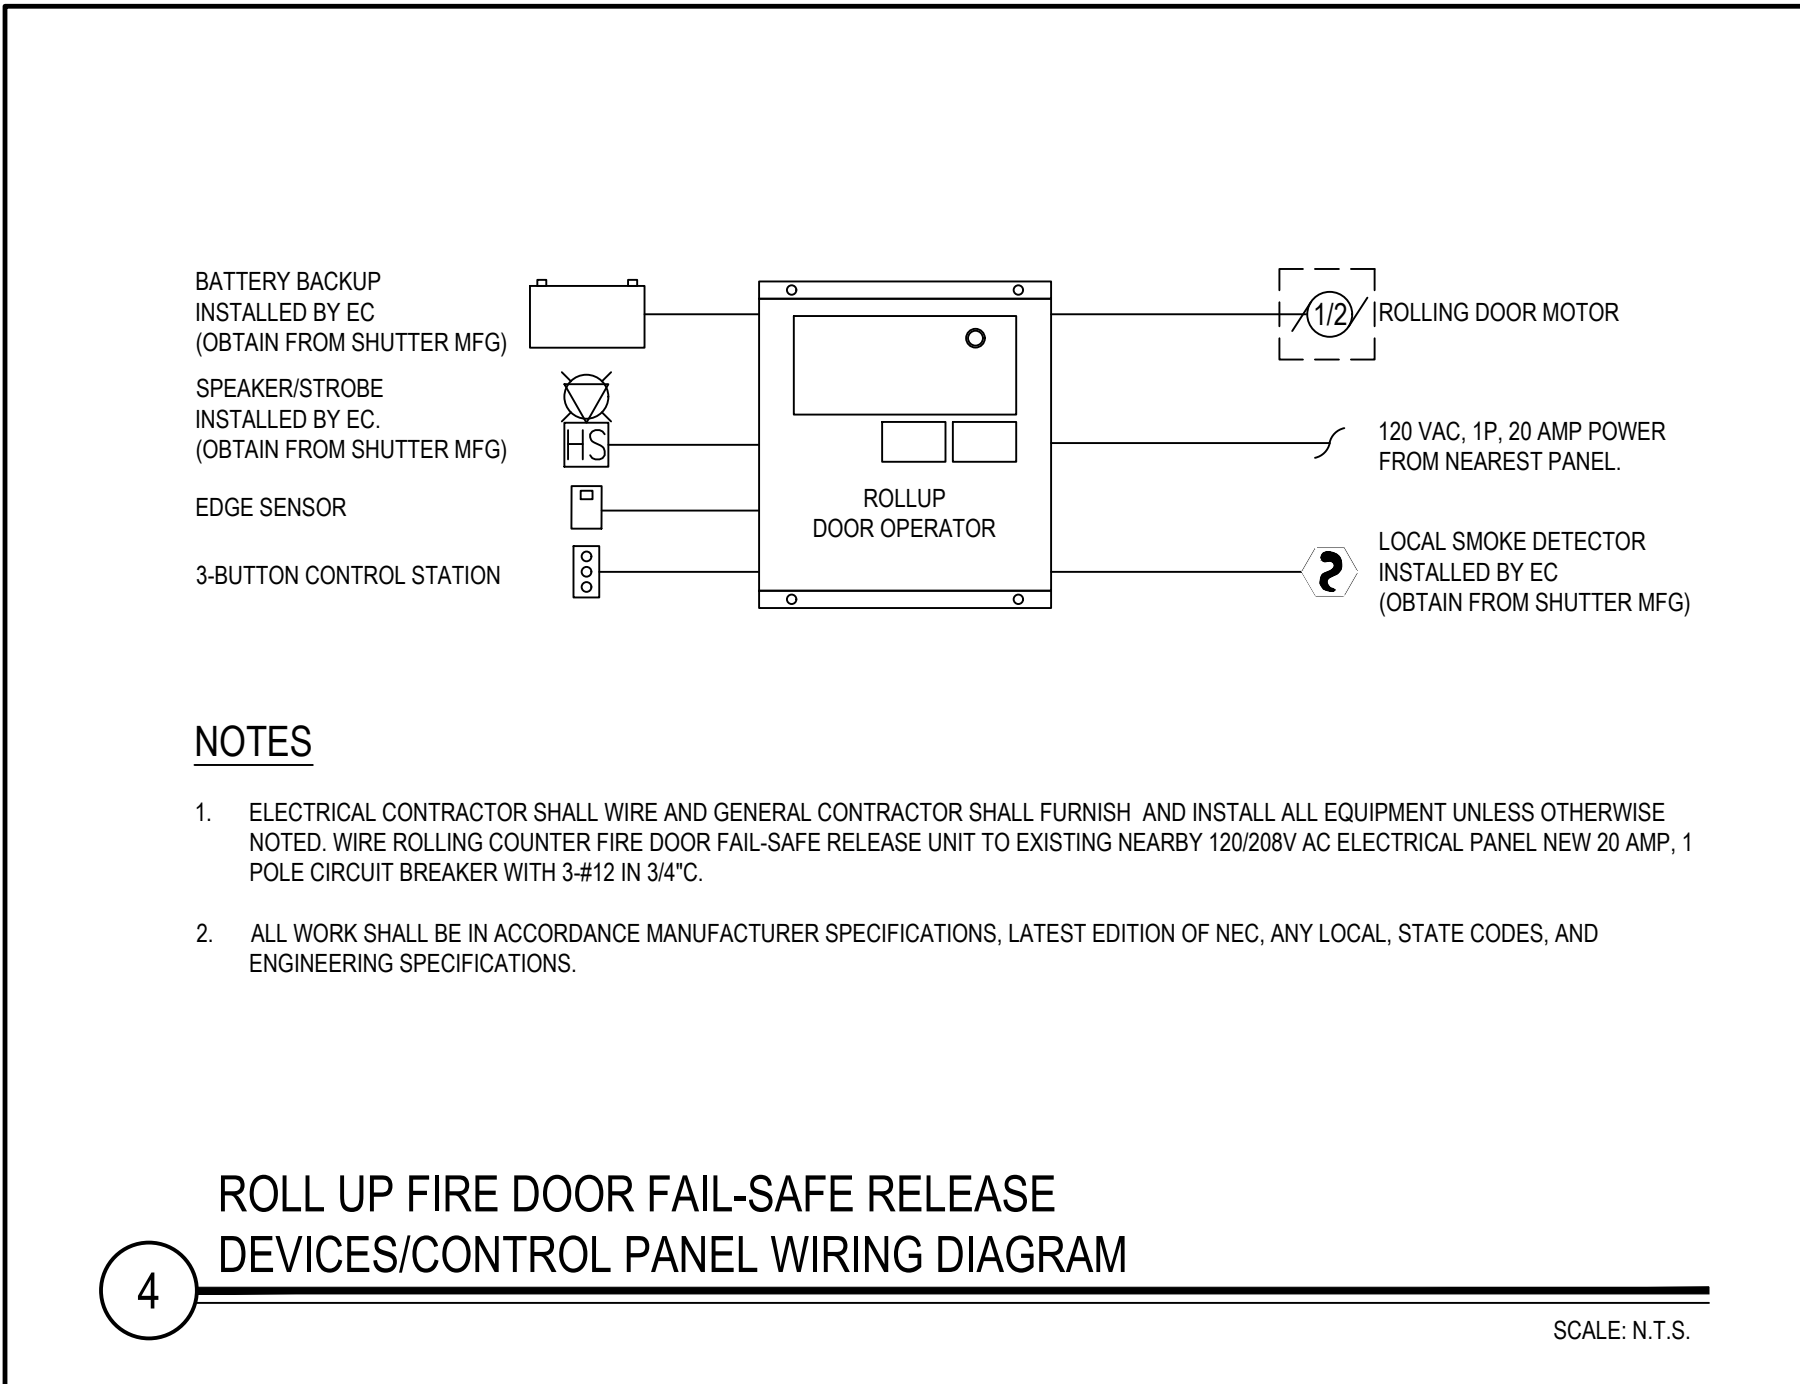 BATTERY BACKUP
INSTALLED BY EC
(OBTAIN FROM SHUTTER MFG)
SPEAKER/STROBE
INSTALLED BY EC.
(OBTAIN FROM SHUTTER MFG)
HS
EDGE SENSOR
3-BUTTON CONTROL STATION
ROLLUP
DOOR OPERATOR
1/2
ROLLING DOOR MOTOR
120 VAC, 1P, 20 AMP POWER
FROM NEAREST PANEL.
LOCAL SMOKE DETECTOR
INSTALLED BY EC
(OBTAIN FROM SHUTTER MFG)
NOTES
1. ELECTRICAL CONTRACTOR SHALL WIRE AND GENERAL CONTRACTOR SHALL FURNISH AND INSTALL ALL EQUIPMENT UNLESS OTHERWISE
NOTED. WIRE ROLLING COUNTER FIRE DOOR FAIL-SAFE RELEASE UNIT TO EXISTING NEARBY 120/208V AC ELECTRICAL PANEL NEW 20 AMP, 1
POLE CIRCUIT BREAKER WITH 3-#12 IN 3/4"C.
2. ALL WORK SHALL BE IN ACCORDANCE MANUFACTURER SPECIFICATIONS, LATEST EDITION OF NEC, ANY LOCAL, STATE CODES, AND
ENGINEERING SPECIFICATIONS.
ROLL UP FIRE DOOR FAIL-SAFE RELEASE
DEVICES/CONTROL PANEL WIRING DIAGRAM
4
SCALE: N.T.S.